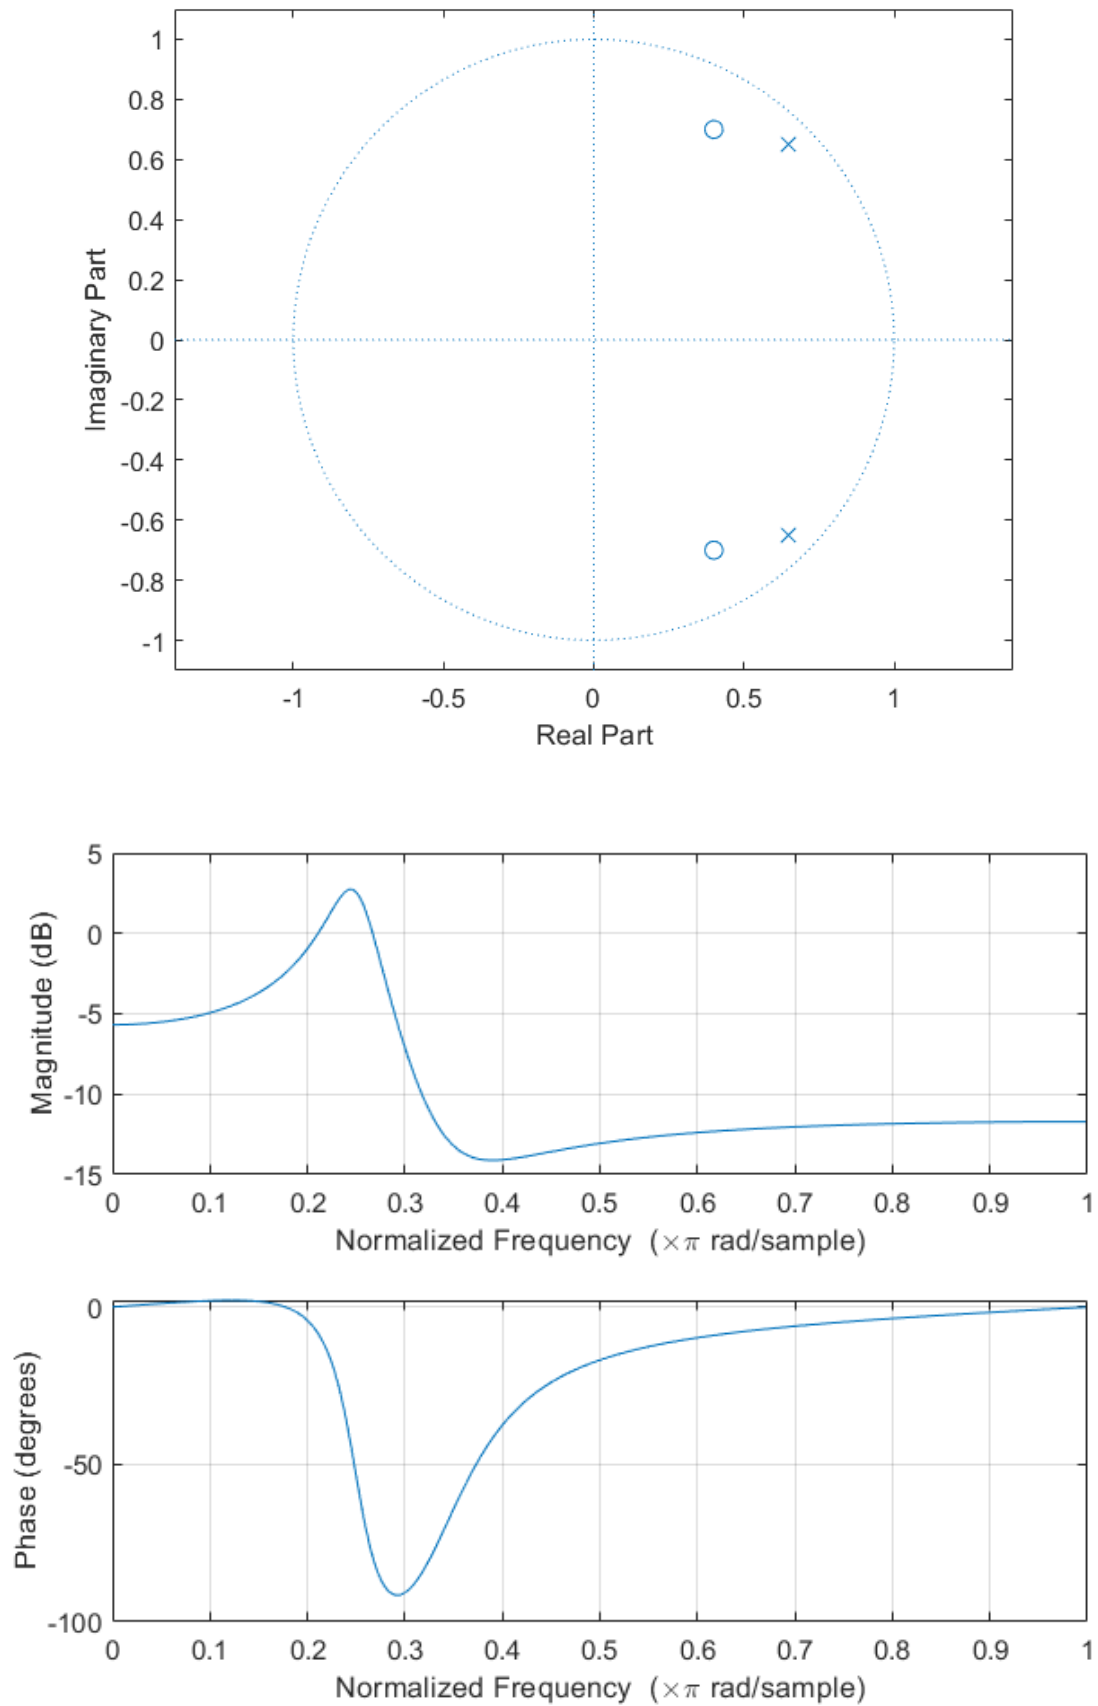 1
0.8
0.6
0.4
0.2
0
-0.2
-0.4
-0.6
-0.8
-1
Imaginary Part
-1 -0.5 0 0.5 1
Real Part
5
0
-5
-10
-15
Magnitude (dB)
0 0.1 0.2 0.3 0.4 0.5 0.6 0.7 0.8 0.9 1
Normalized Frequency (×π rad/sample)
0
-50
-100
Phase (degrees)
0 0.1 0.2 0.3 0.4 0.5 0.6 0.7 0.8 0.9 1
Normalized Frequency (×π rad/sample)